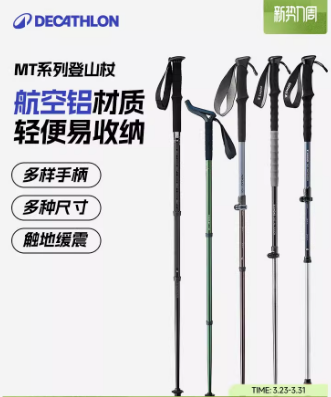 DECATHLON
新势力周
MT系列登山杖
航空铝材质
轻便易收纳
多样手柄
多种尺寸
触地缓震
TIME: 3.23-3.31